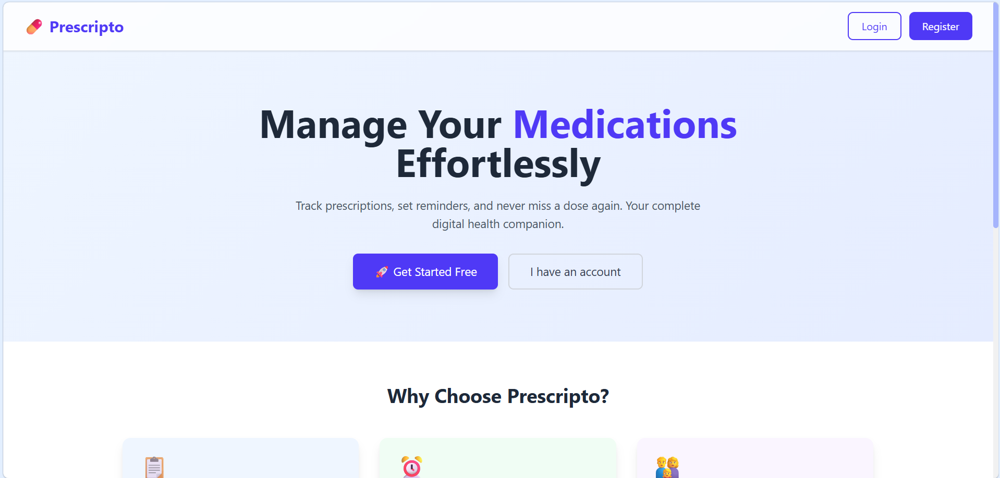 Prescripto
Login
Register
Manage Your Medications
Effortlessly
Track prescriptions, set reminders, and never miss a dose again. Your complete
digital health companion.
🚀 Get Started Free
I have an account
Why Choose Prescripto?